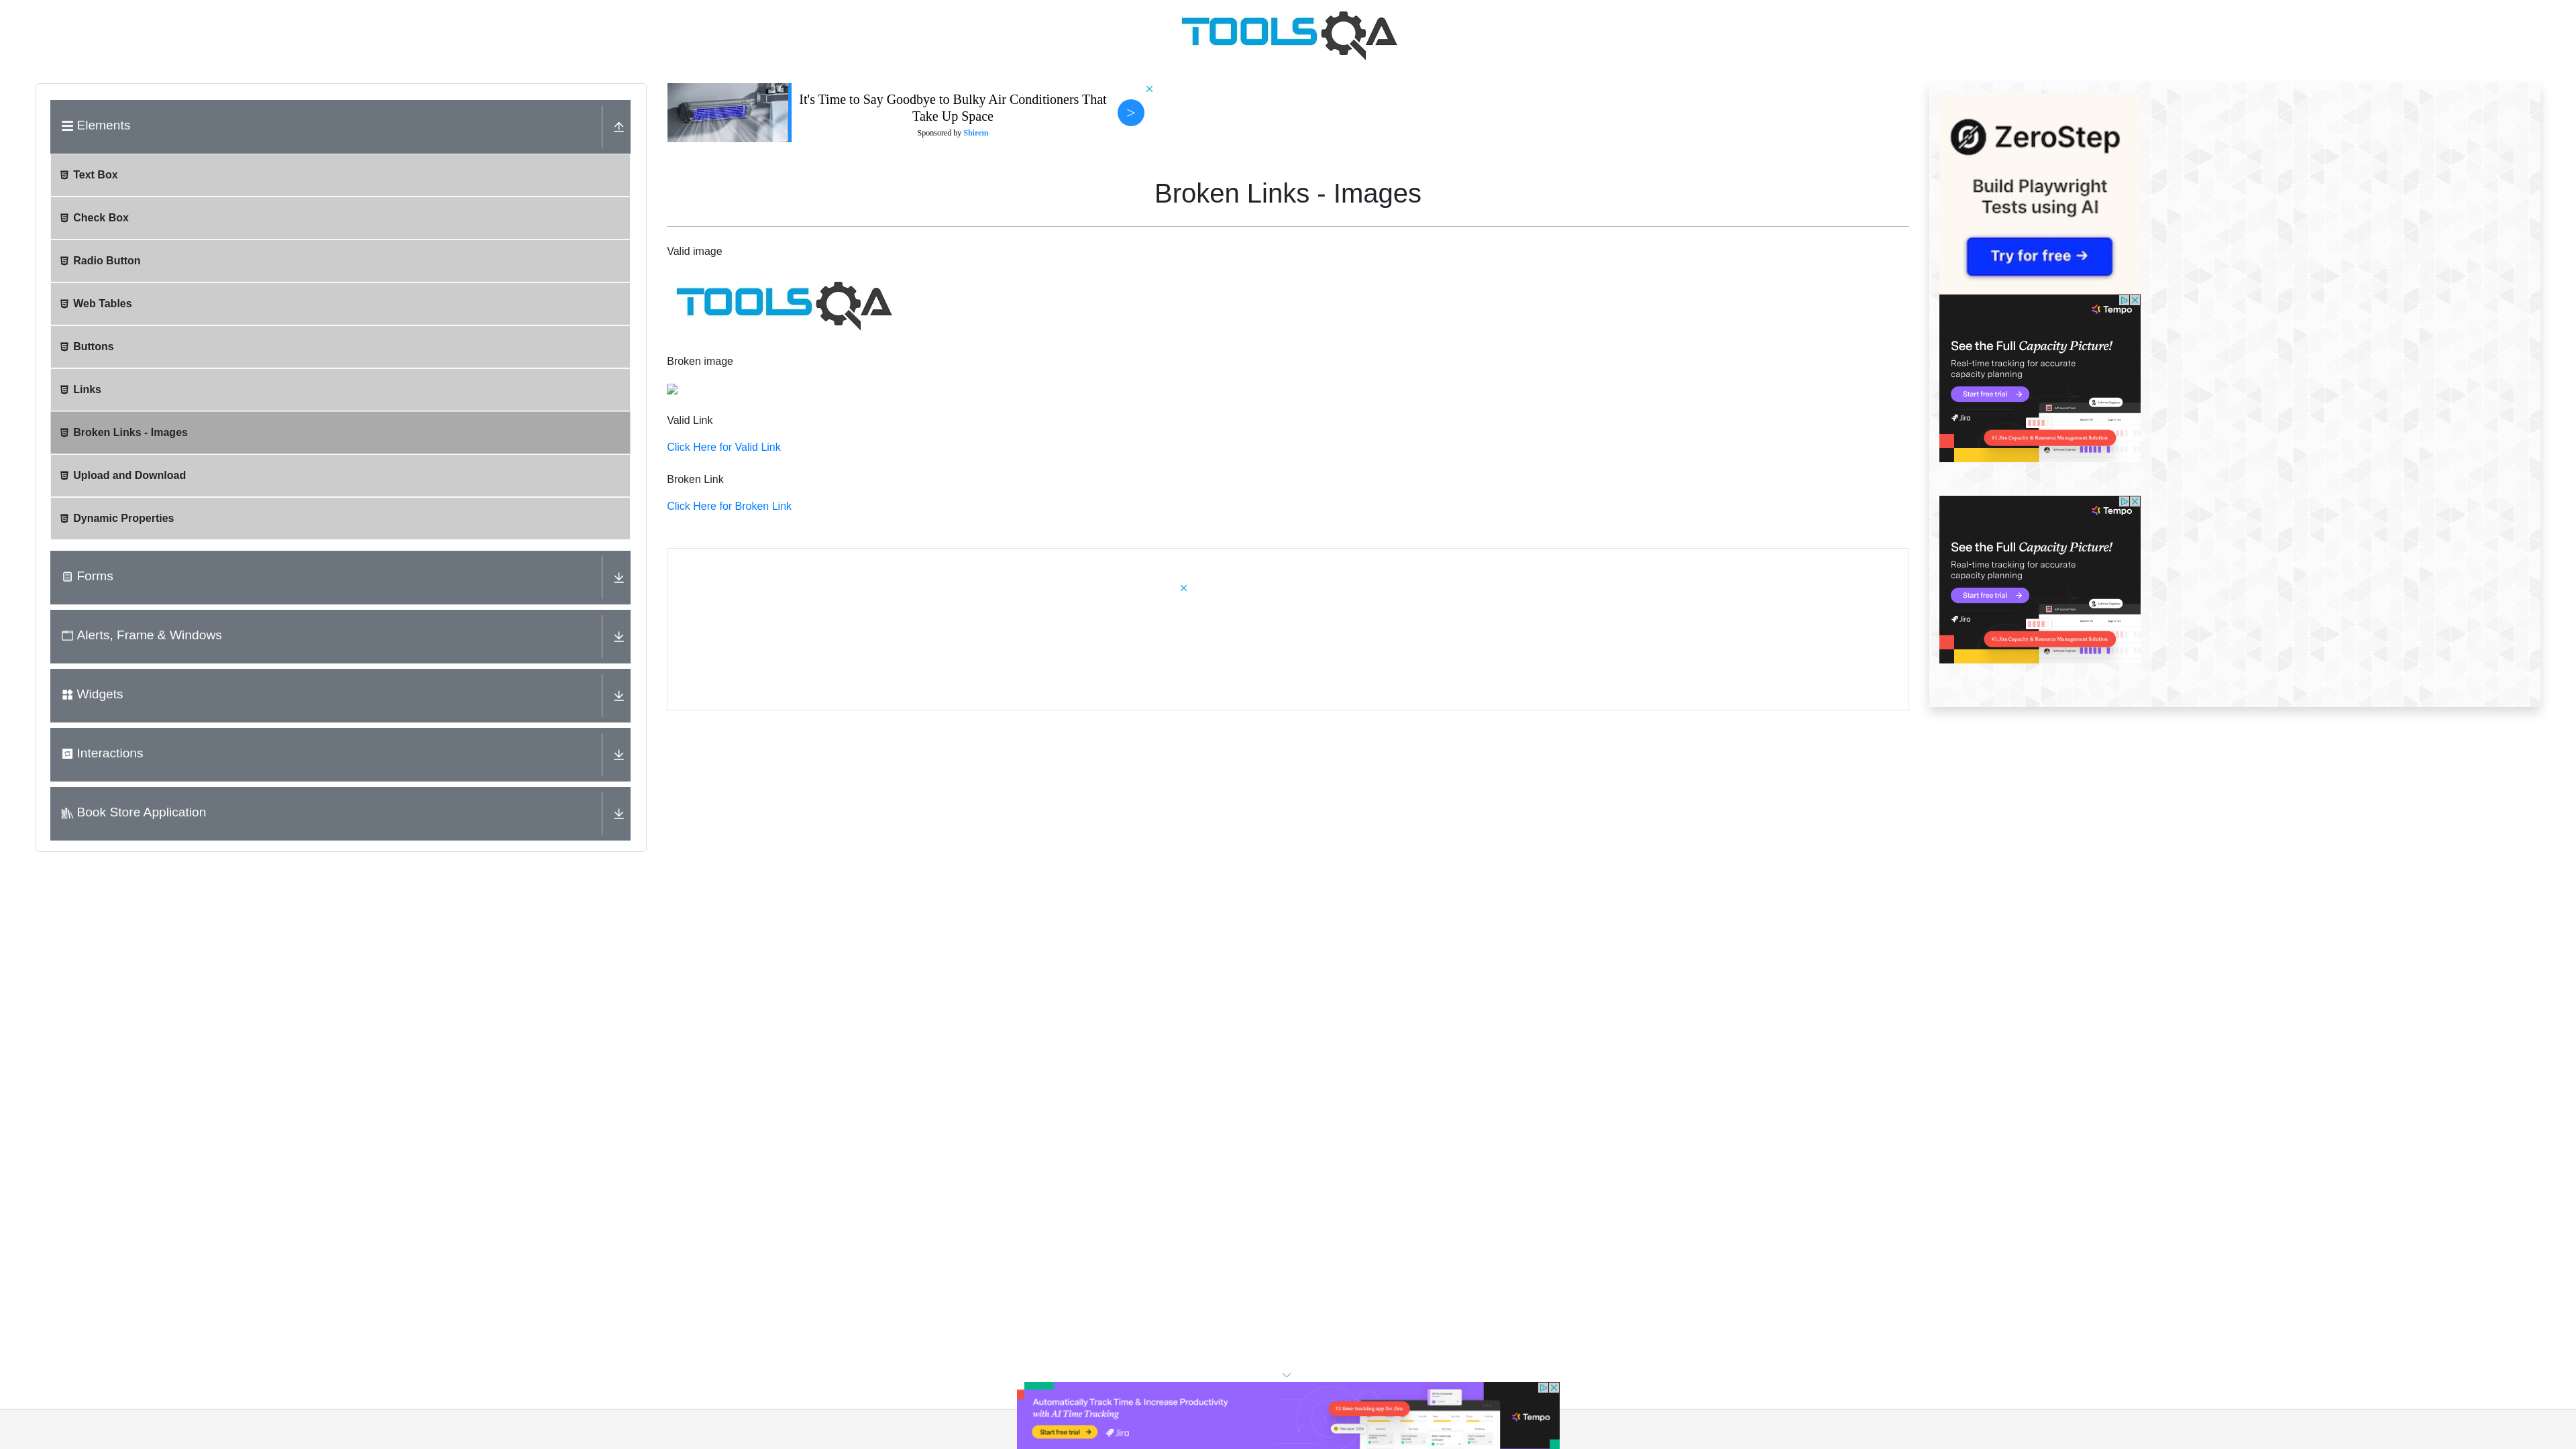 TOOLSQA
Elements
Text Box
Check Box
Radio Button
Web Tables
Buttons
Links
Broken Links - Images
Upload and Download
Dynamic Properties
Forms
Alerts, Frame & Windows
Widgets
Interactions
Book Store Application
It's Time to Say Goodbye to Bulky Air Conditioners That
Take Up Space
Sponsored by Shirem
>
Broken Links - Images
Valid image
TOOLSQA
Broken image
Valid Link
Click Here for Valid Link
Broken Link
Click Here for Broken Link
ZeroStep
Build Playwright
Tests using AI
Try for free →
Tempo
See the Full Capacity Picture!
Real-time tracking for accurate
capacity planning
Start free trial →
Jira
#1 Jira Capacity & Resource Management Solution
Tempo
See the Full Capacity Picture!
Real-time tracking for accurate
capacity planning
Start free trial →
Jira
#1 Jira Capacity & Resource Management Solution
Automatically Track Time & Increase Productivity
with AI Time Tracking
Start free trial →
Jira
#1 time-tracking app for Jira
Tempo